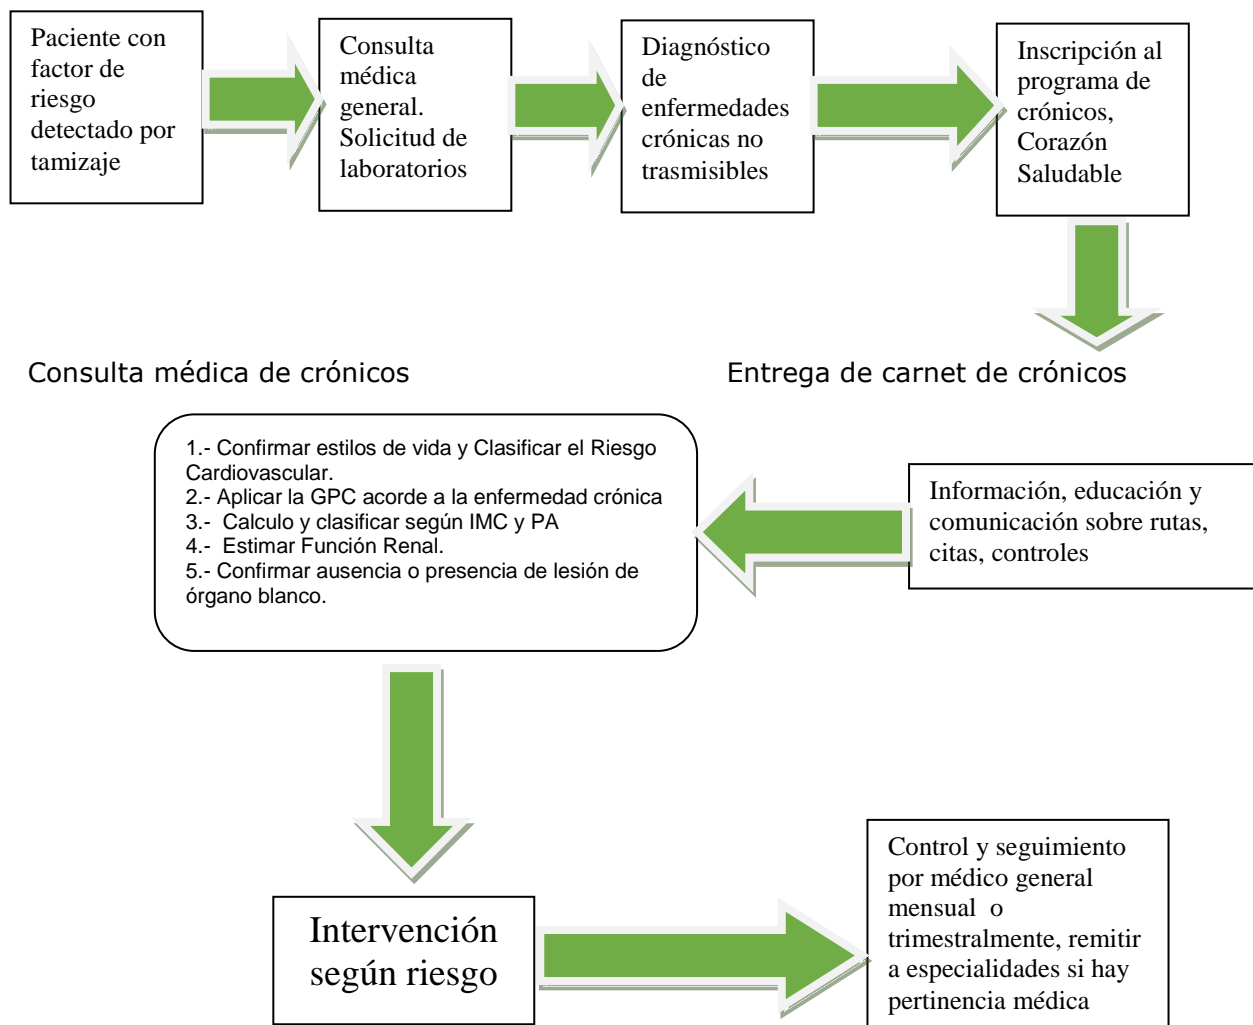 Paciente con
factor de
riesgo
detectado por
tamizaje
Consulta
médica
general.
Solicitud de
laboratorios
Diagnóstico
de
enfermedades
crónicas no
trasmisibles
Inscripción al
programa de
crónicos,
Corazón
Saludable
Entrega de carnet de crónicos
Información, educación y
comunicación sobre rutas,
citas, controles
Consulta médica de crónicos
1.- Confirmar estilos de vida y Clasificar el Riesgo
Cardiovascular.
2.- Aplicar la GPC acorde a la enfermedad crónica
3.-  Calculo y clasificar según IMC y PA
4.-  Estimar Función Renal.
5.- Confirmar ausencia o presencia de lesión de
órgano blanco.
Intervención
según riesgo
Control y seguimiento
por médico general
mensual  o
trimestralmente, remitir
a especialidades si hay
pertinencia médica